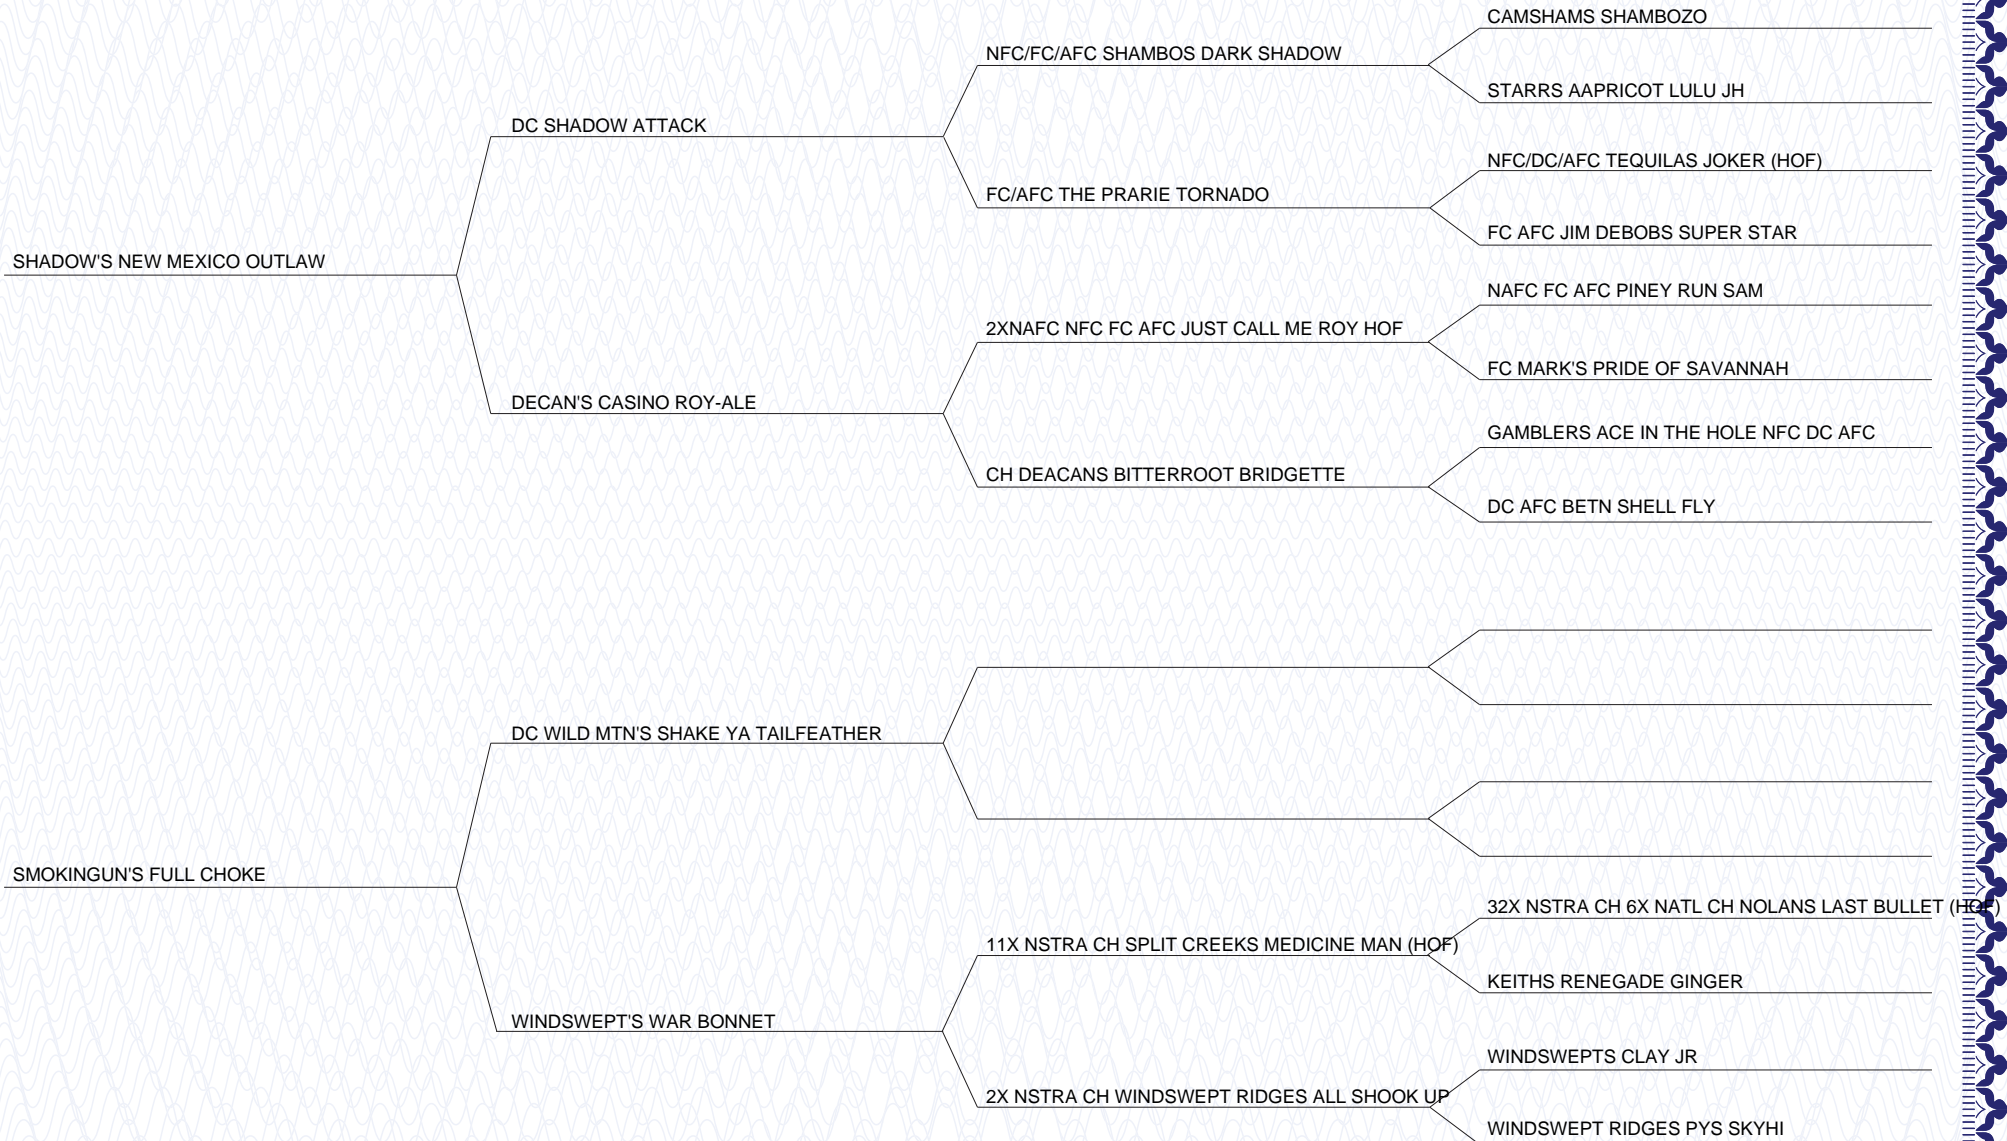 CAMSHAMS SHAMBOZO
NFC/FC/AFC SHAMBOS DARK SHADOW
STARRS AAPRICOT LULU JH
DC SHADOW ATTACK
NFC/DC/AFC TEQUILAS JOKER (HOF)
FC/AFC THE PRARIE TORNADO
FC AFC JIM DEBOBS SUPER STAR
SHADOW'S NEW MEXICO OUTLAW
NAFC FC AFC PINEY RUN SAM
2XNAFC NFC FC AFC JUST CALL ME ROY HOF
FC MARK'S PRIDE OF SAVANNAH
DECAN'S CASINO ROY-ALE
GAMBLERS ACE IN THE HOLE NFC DC AFC
CH DEACANS BITTERROOT BRIDGETTE
DC AFC BETN SHELL FLY
DC WILD MTN'S SHAKE YA TAILFEATHER
SMOKINGUN'S FULL CHOKE
32X NSTRA CH 6X NATL CH NOLANS LAST BULLET (HOF)
11X NSTRA CH SPLIT CREEKS MEDICINE MAN (HOF)
KEITHS RENEGADE GINGER
WINDSWEPT'S WAR BONNET
WINDSWEPTS CLAY JR
2X NSTRA CH WINDSWEPT RIDGES ALL SHOOK UP
WINDSWEPT RIDGES PYS SKYHI